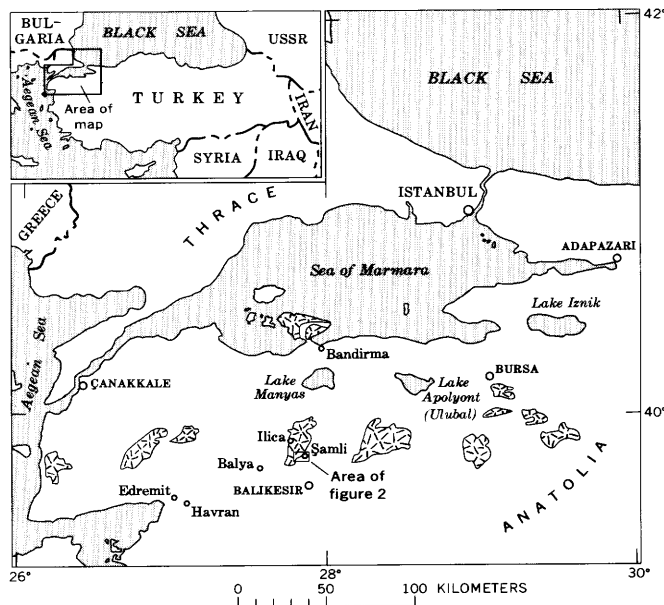 BUL-
GARIA
BLACK SEA
USSR
Aegean Sea
Area of
map
TURKEY
IRAN
SYRIA
IRAQ
42°
BLACK SEA
GREECE
THRACE
ISTANBUL
ADAPAZARI
Sea of Marmara
Lake Iznik
Aegean Sea
Bandirma
ÇANAKKALE
Lake
Manyas
BURSA
Lake
Apolyont
(Ulubal)
40°
Ilica
Şamli
Balya
Area of
figure 2
BALIKESIR
Edremit
Havran
ANATOLIA
26°
28°
30°
0 50 100 KILOMETERS